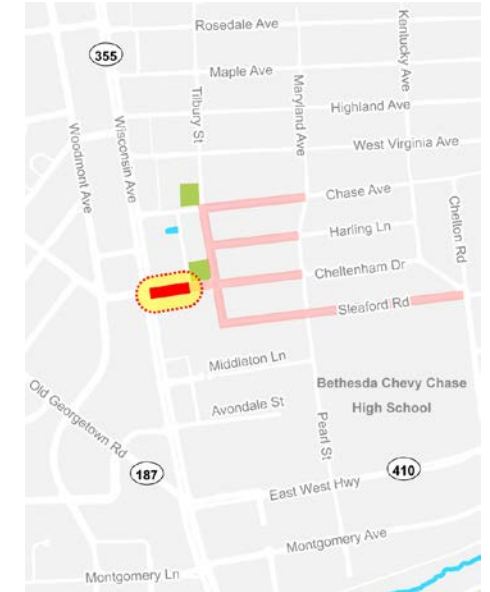 Rosedale Ave
Kentucky Ave
355
Maple Ave
Tilbury St
Maryland Ave
Highland Ave
Woodmont Ave
Wisconsin Ave
West Virginia Ave
Chase Ave
Harling Ln
Chelton Rd
Cheltenham Dr
Sleaford Rd
Middleton Ln
Bethesda Chevy Chase
High School
Avondale St
Old Georgetown Rd
Pearl St
187
410
East West Hwy
Montgomery Ave
Montgomery Ln